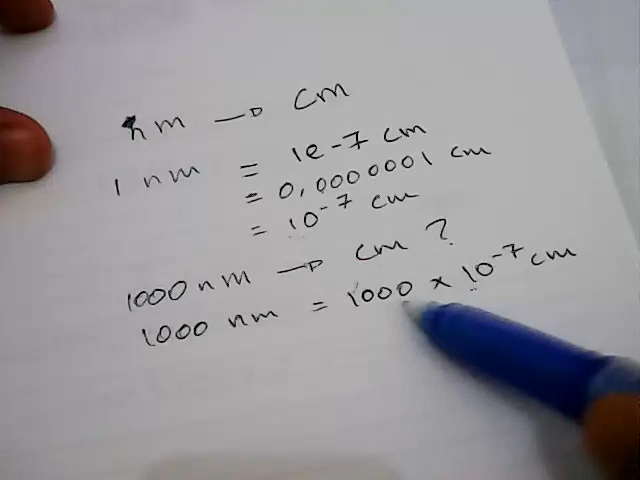 nm → cm
1 nm = 1e-7 cm
= 0,0000001 cm
= 10⁻⁷ cm
1000 nm → cm ?
1000 nm = 1000 × 10⁻⁷ cm